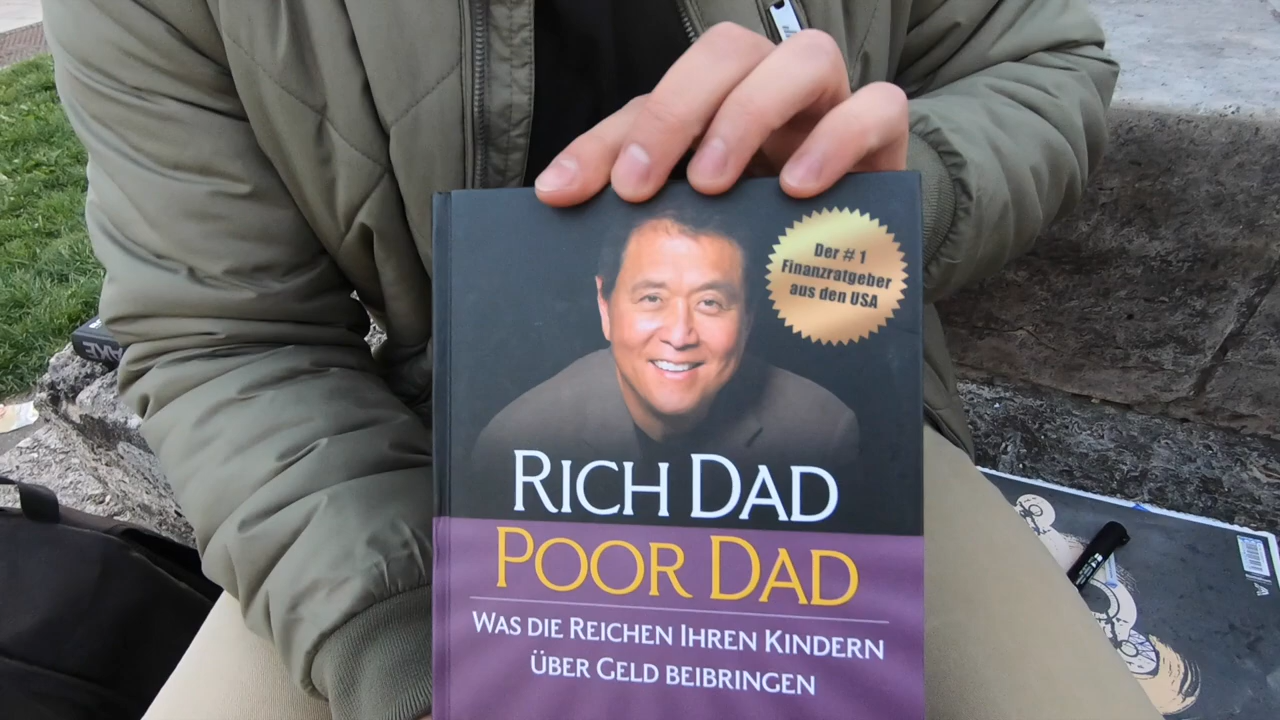 Der # 1
Finanzratgeber
aus den USA
RICH DAD
POOR DAD
WAS DIE REICHEN IHREN KINDERN
ÜBER GELD BEIBRINGEN